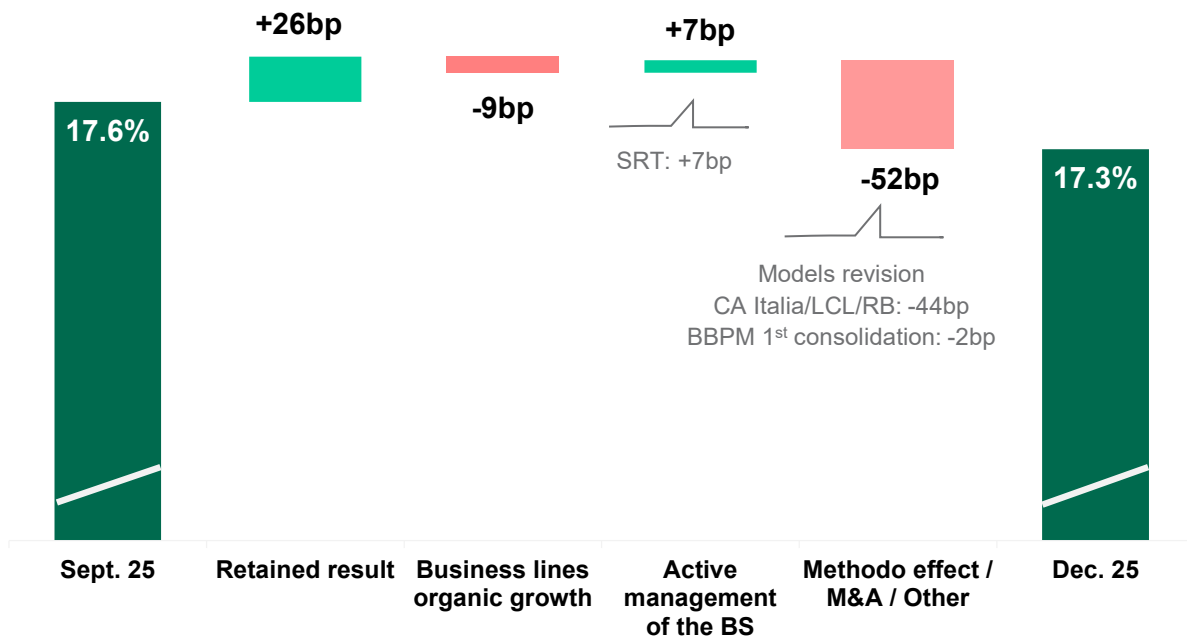 +26bp
+7bp
17.6%
-9bp
SRT: +7bp
-52bp
17.3%
Models revision
CA Italia/LCL/RB: -44bp
BBPM 1st consolidation: -2bp
Sept. 25
Retained result
Business lines
organic growth
Active
management
of the BS
Methodo effect /
M&A / Other
Dec. 25